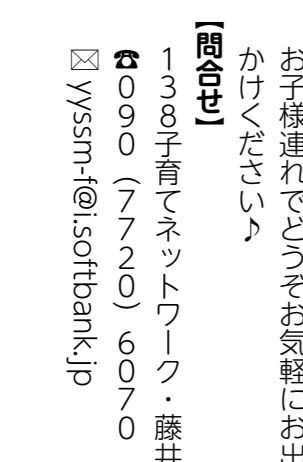 お子様連れでどうぞお気軽にお出
かけください♪
【問合せ】
138子育てネットワーク・藤井
☎090（7720）6070
✉ yyssm-f@i.softbank.jp